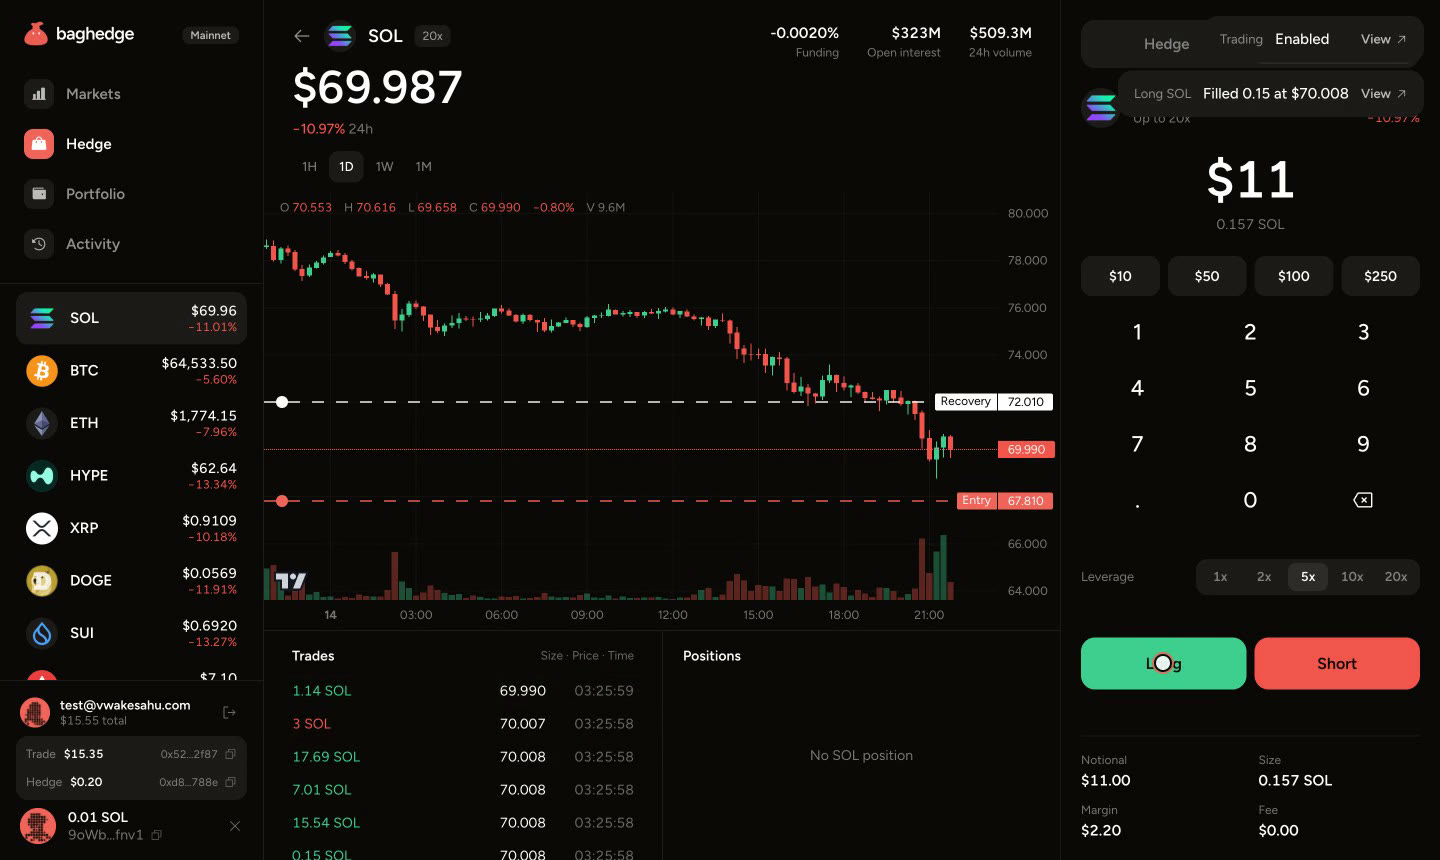 baghedge
Mainnet
Markets
Hedge
Portfolio
Activity
SOL $69.96
-11.01%
BTC $64,533.50
-5.60%
ETH $1,774.15
-7.96%
HYPE $62.64
-13.34%
XRP $0.9109
-10.18%
DOGE $0.0569
-11.91%
SUI $0.6920
-13.27%
$7.10
test@vwakesahu.com
$15.55 total
Trade $15.35 0x52...2f87
Hedge $0.20 0xd8...788e
0.01 SOL
9oWb...fnv1
SOL 20x
-0.0020% $323M $509.3M
Funding Open interest 24h volume
$69.987
-10.97% 24h
1H 1D 1W 1M
O 70.553 H 70.616 L 69.658 C 69.990 -0.80% V 9.6M
80.000
78.000
76.000
74.000
Recovery 72.010
69.990
Entry 67.810
66.000
64.000
14 03:00 06:00 09:00 12:00 15:00 18:00 21:00
Trades Size · Price · Time
1.14 SOL 69.990 03:25:59
3 SOL 70.007 03:25:58
17.69 SOL 70.008 03:25:58
7.01 SOL 70.008 03:25:58
15.54 SOL 70.008 03:25:58
0.15 SOL 70.008 03:25:58
Positions
No SOL position
Hedge
Trading Enabled View
Long SOL Filled 0.15 at $70.008 View
Up to 20x -10.97%
$11
0.157 SOL
$10 $50 $100 $250
1 2 3
4 5 6
7 8 9
. 0
Leverage 1x 2x 5x 10x 20x
Long Short
Notional Size
$11.00 0.157 SOL
Margin Fee
$2.20 $0.00